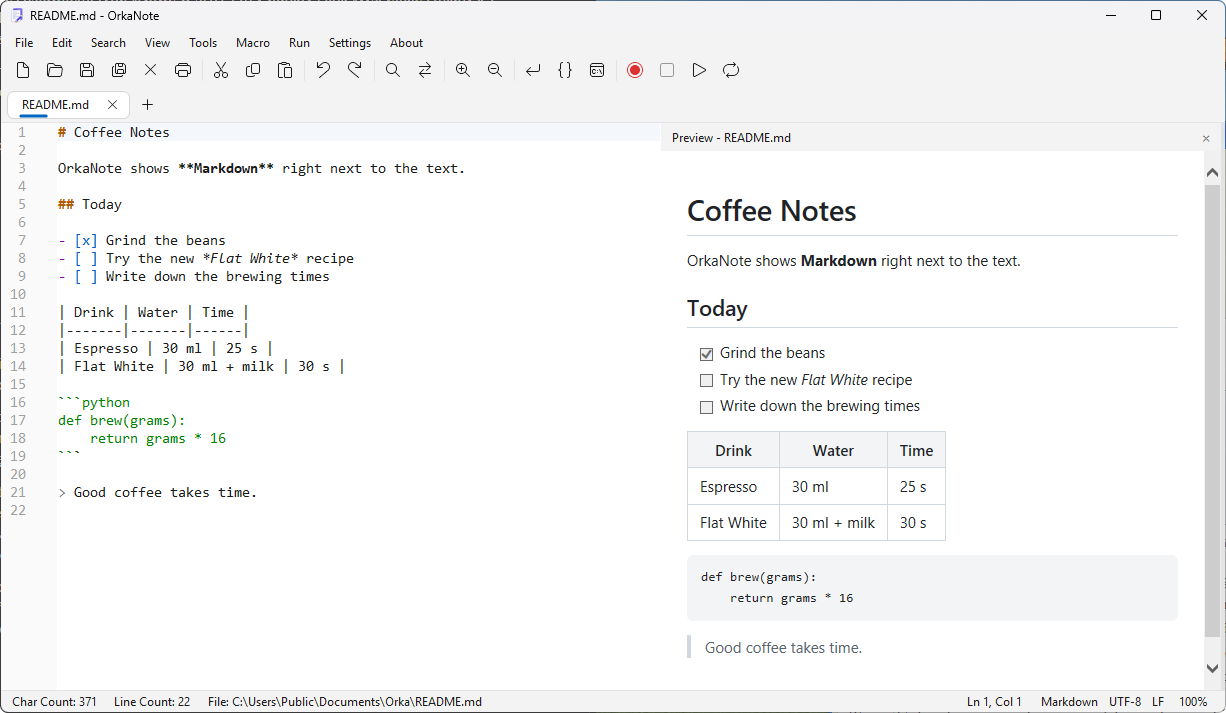 README.md - OrkaNote
File Edit Search View Tools Macro Run Settings About
README.md
1 # Coffee Notes
2
3 OrkaNote shows **Markdown** right next to the text.
4
5 ## Today
6
7 - [x] Grind the beans
8 - [ ] Try the new *Flat White* recipe
9 - [ ] Write down the brewing times
10
11 | Drink | Water | Time |
12 |-------|-------|------|
13 | Espresso | 30 ml | 25 s |
14 | Flat White | 30 ml + milk | 30 s |
15
16 ```python
17 def brew(grams):
18     return grams * 16
19 ```
20
21 > Good coffee takes time.
22
Preview - README.md
Coffee Notes
OrkaNote shows Markdown right next to the text.
Today
Grind the beans
Try the new Flat White recipe
Write down the brewing times
Drink Water Time
Espresso 30 ml 25 s
Flat White 30 ml + milk 30 s
def brew(grams):
    return grams * 16
Good coffee takes time.
Char Count: 371 Line Count: 22 File: C:\Users\Public\Documents\Orka\README.md Ln 1, Col 1 Markdown UTF-8 LF 100%